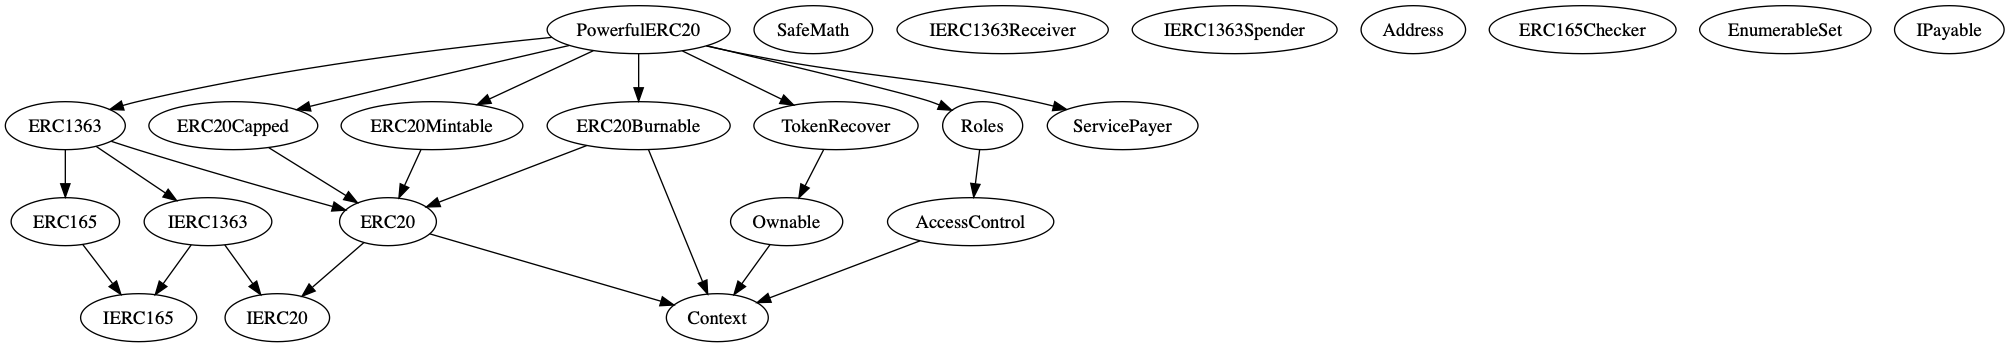 PowerfulERC20
SafeMath
IERC1363Receiver
IERC1363Spender
Address
ERC165Checker
EnumerableSet
IPayable
ERC1363
ERC20Capped
ERC20Mintable
ERC20Burnable
TokenRecover
Roles
ServicePayer
ERC165
IERC1363
ERC20
Ownable
AccessControl
IERC165
IERC20
Context